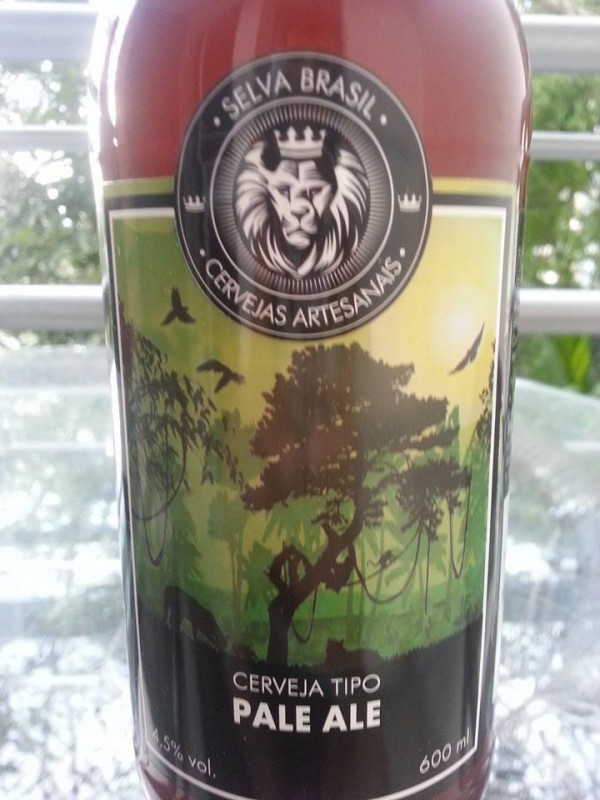 • SELVA BRASIL •
• CERVEJAS ARTESANAIS •
CERVEJA TIPO
PALE ALE
4,5% vol.
600 ml